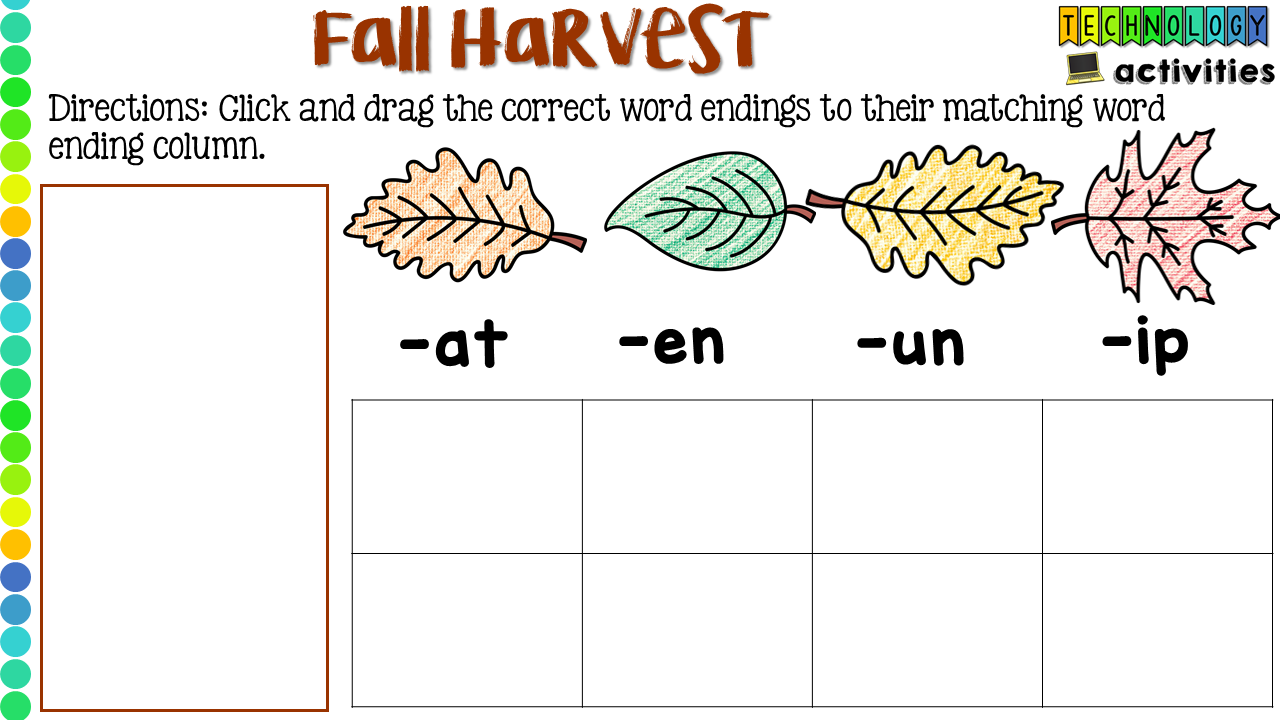 Fall Harvest
TECHNOLOGY
activities
Directions: Click and drag the correct word endings to their matching word
ending column.
-at -en -un -ip